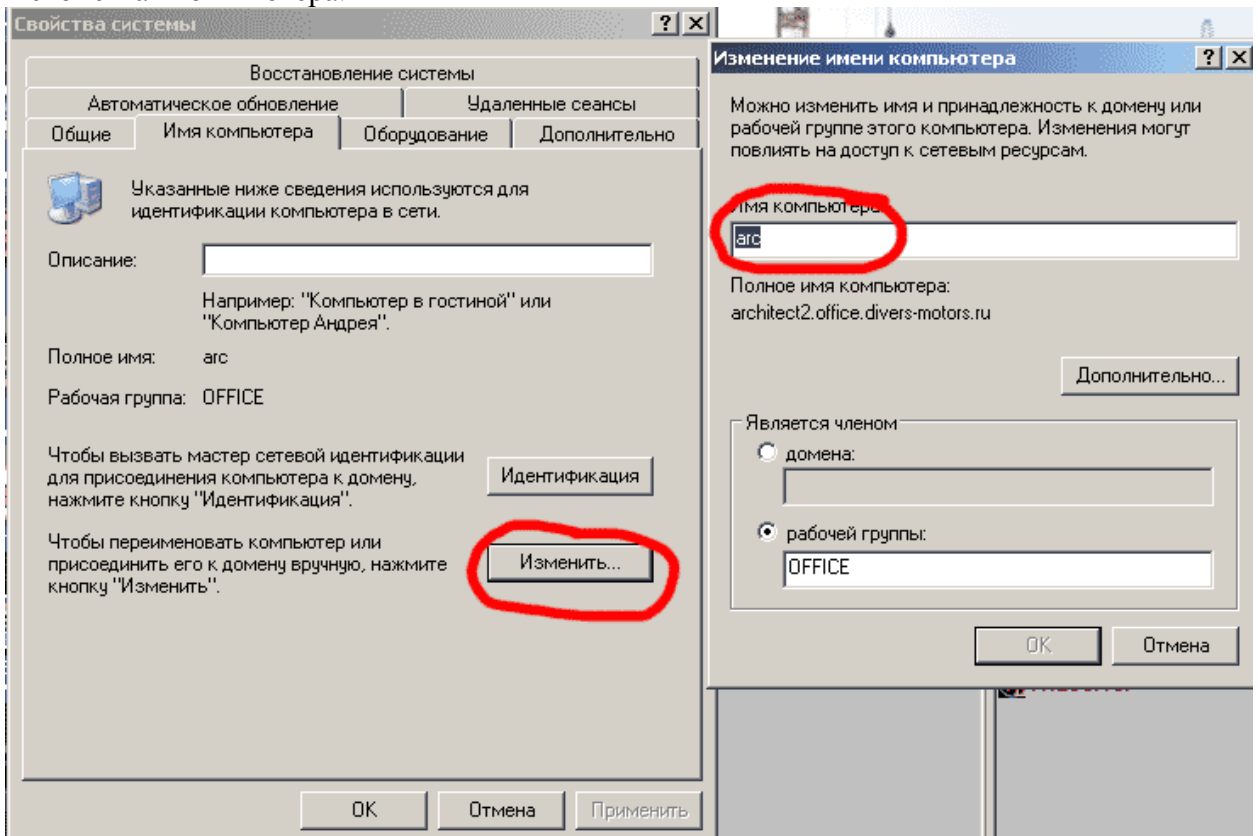 Свойства системы
Восстановление системы
Автоматическое обновление
Удаленные сеансы
Общие
Имя компьютера
Оборудование
Дополнительно
Указанные ниже сведения используются для
идентификации компьютера в сети.
Описание:
Например: "Компьютер в гостиной" или
"Компьютер Андрея".
Полное имя: arc
Рабочая группа: OFFICE
Чтобы вызвать мастер сетевой идентификации
для присоединения компьютера к домену,
нажмите кнопку "Идентификация".
Идентификация
Чтобы переименовать компьютер или
присоединить его к домену вручную, нажмите
кнопку "Изменить".
Изменить...
OK
Отмена
Применить
Изменение имени компьютера
Можно изменить имя и принадлежность к домену или
рабочей группе этого компьютера. Изменения могут
повлиять на доступ к сетевым ресурсам.
Имя компьютера
arc
Полное имя компьютера:
architect2.office.divers-motors.ru
Дополнительно...
Является членом
домена:
рабочей группы:
OFFICE
OK
Отмена